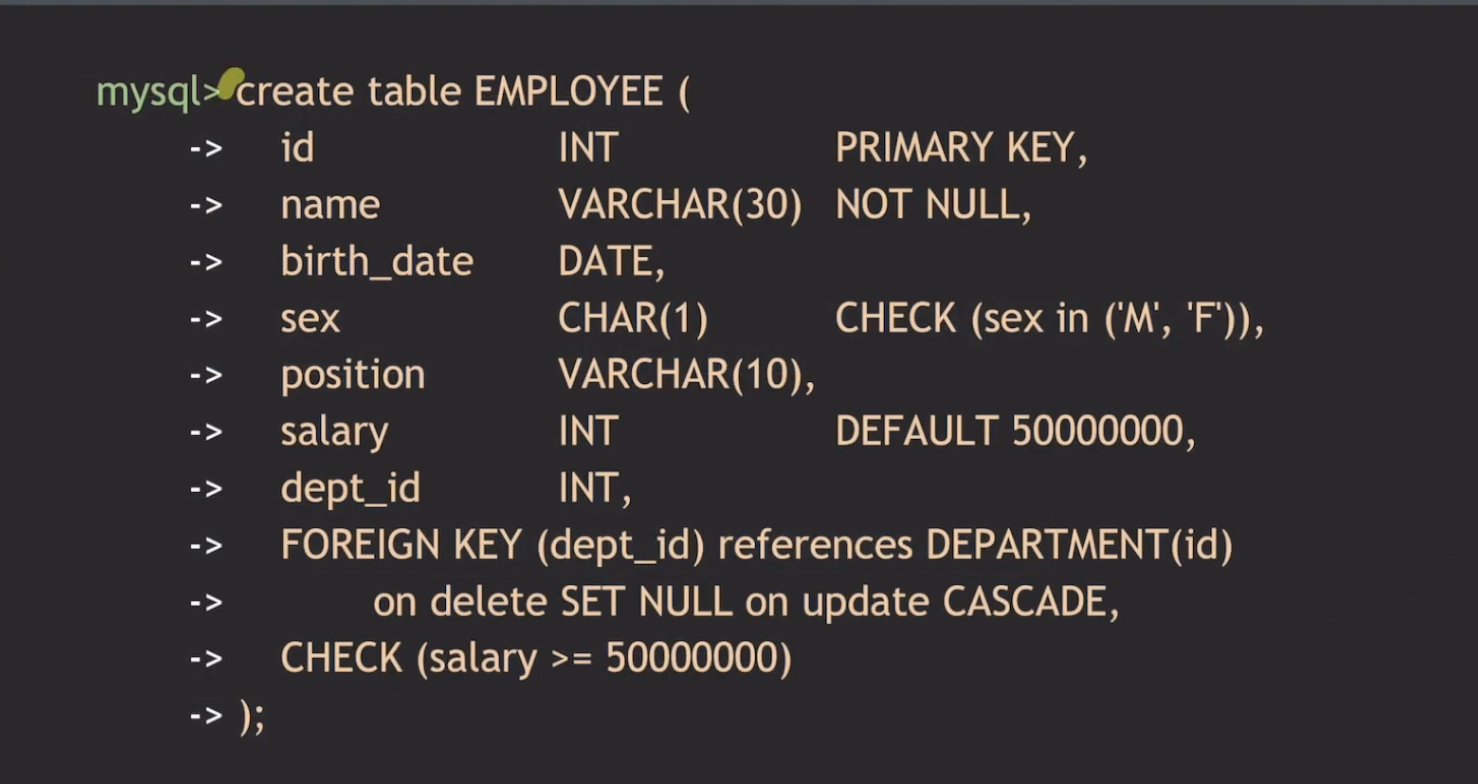 mysql> create table EMPLOYEE (
-> id INT PRIMARY KEY,
-> name VARCHAR(30) NOT NULL,
-> birth_date DATE,
-> sex CHAR(1) CHECK (sex in ('M', 'F')),
-> position VARCHAR(10),
-> salary INT DEFAULT 50000000,
-> dept_id INT,
-> FOREIGN KEY (dept_id) references DEPARTMENT(id)
-> on delete SET NULL on update CASCADE,
-> CHECK (salary >= 50000000)
-> );